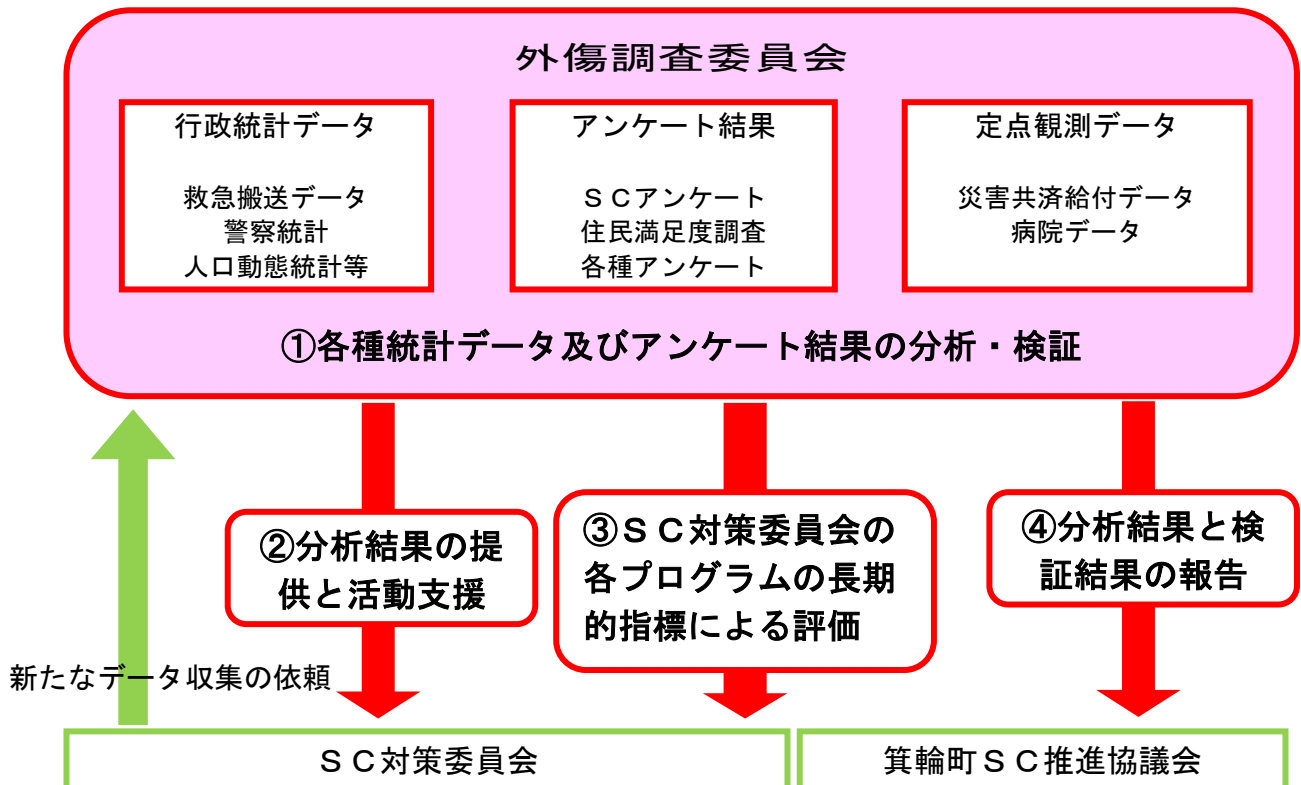 外傷調査委員会
行政統計データ
救急搬送データ
警察統計
人口動態統計等
アンケート結果
ＳＣアンケート
住民満足度調査
各種アンケート
定点観測データ
災害共済給付データ
病院データ
①各種統計データ及びアンケート結果の分析・検証
②分析結果の提
供と活動支援
③ＳＣ対策委員会の
各プログラムの長期
的指標による評価
④分析結果と検
証結果の報告
新たなデータ収集の依頼
ＳＣ対策委員会
箕輪町ＳＣ推進協議会